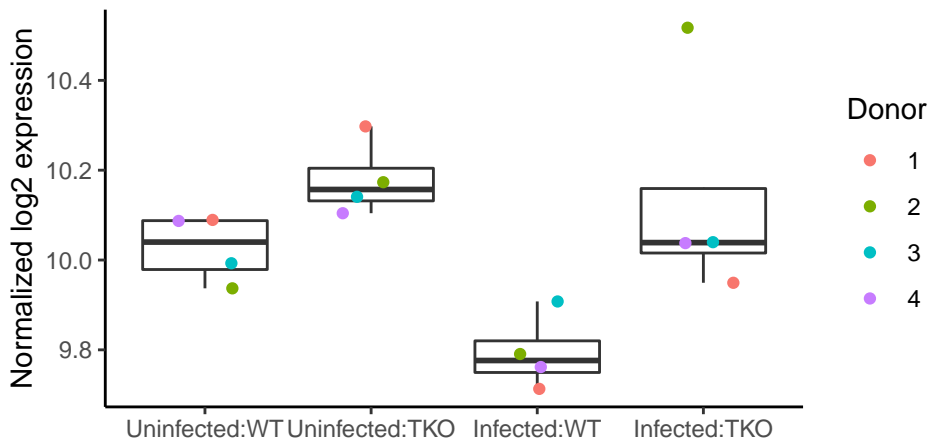 Normalized log2 expression
10.4
10.2
10.0
9.8
Uninfected:WT
Uninfected:TKO
Infected:WT
Infected:TKO
Donor
1
2
3
4